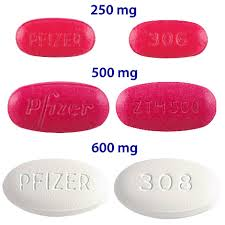 250 mg
PFIZER 306
500 mg
Pfizer ZTM500
600 mg
PFIZER 308